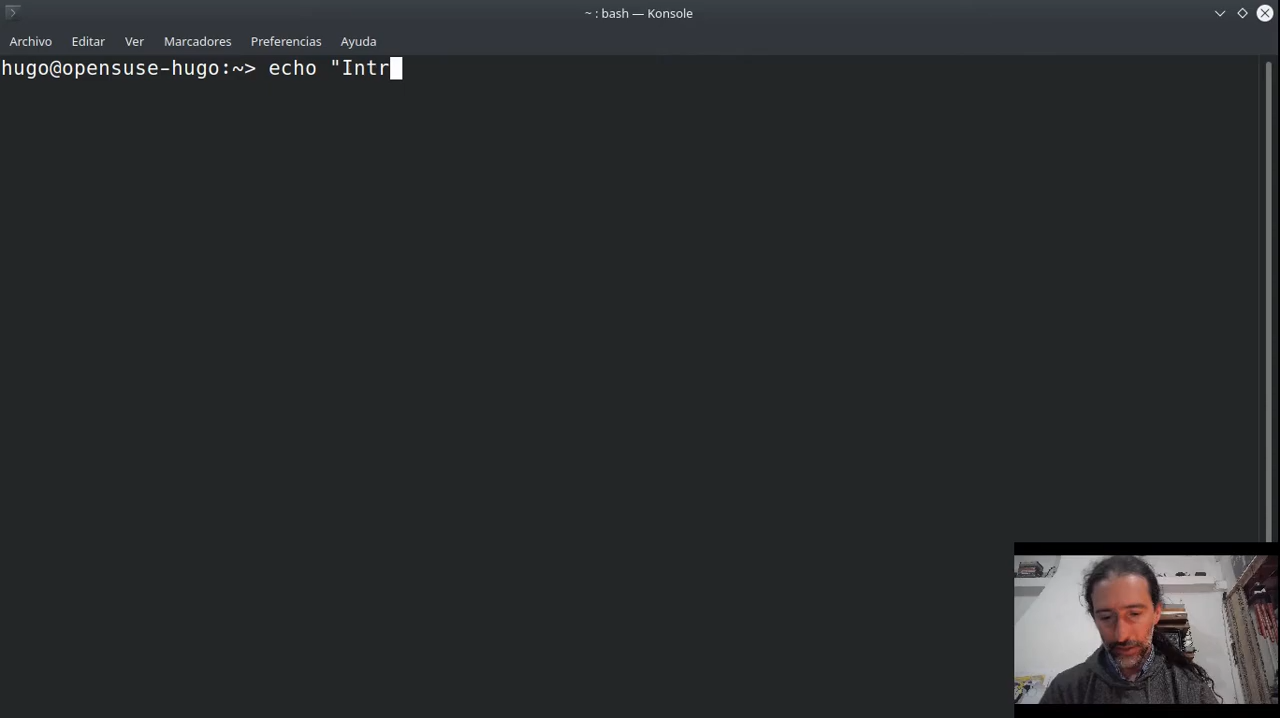 ~ : bash — Konsole
Archivo Editar Ver Marcadores Preferencias Ayuda
hugo@opensuse-hugo:~> echo "Intr